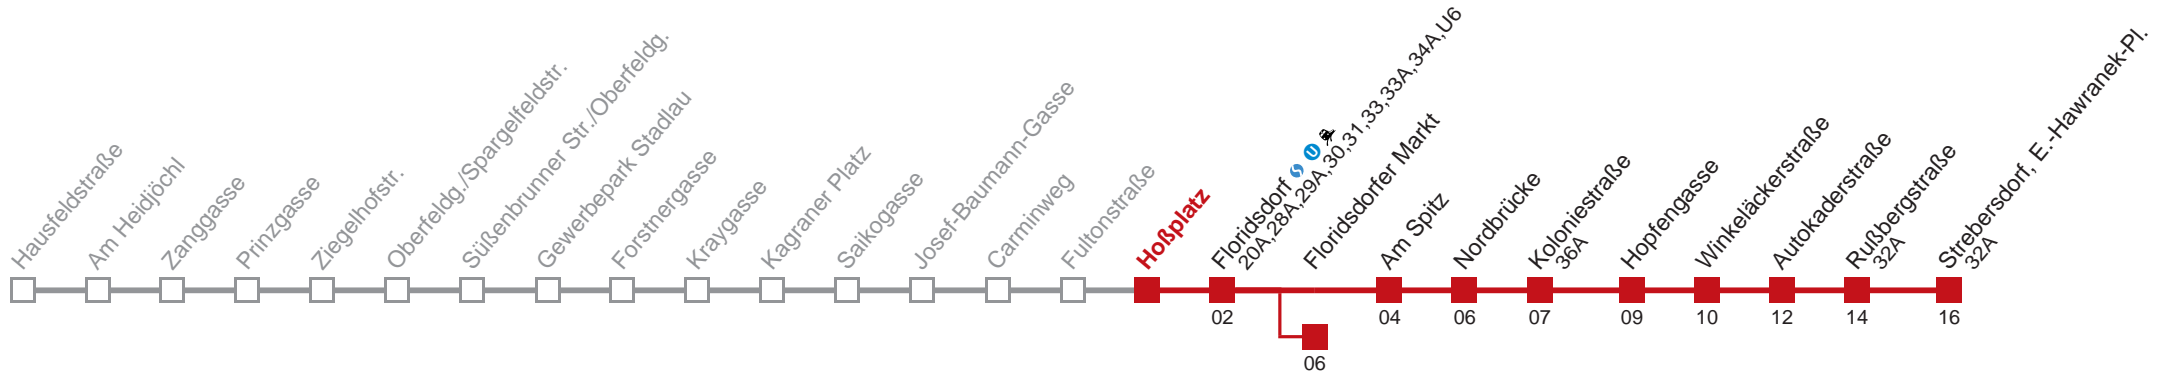 Hausfeldstraße
Am Heidjöchl
Zanggasse
Prinzgasse
Ziegelhofstr.
Oberfeldg./Spargelfeldstr.
Süßenbrunner Str./Oberfeldg.
Gewerbepark Stadlau
Forstnergasse
Kraygasse
Kagraner Platz
Saikogasse
Josef-Baumann-Gasse
Carminweg
Fultonstraße
Hoßplatz
Floridsdorf S U
20A,28A,29A,30,31,33,33A,34A,U6
Floridsdorfer Markt
Am Spitz
Nordbrücke
Koloniestraße
36A
Hopfengasse
Winkeläckerstraße
Autokaderstraße
Rußbergstraße
32A
Strebersdorf, E.-Hawranek-Pl.
32A
02
04
06
07
09
10
12
14
16
06